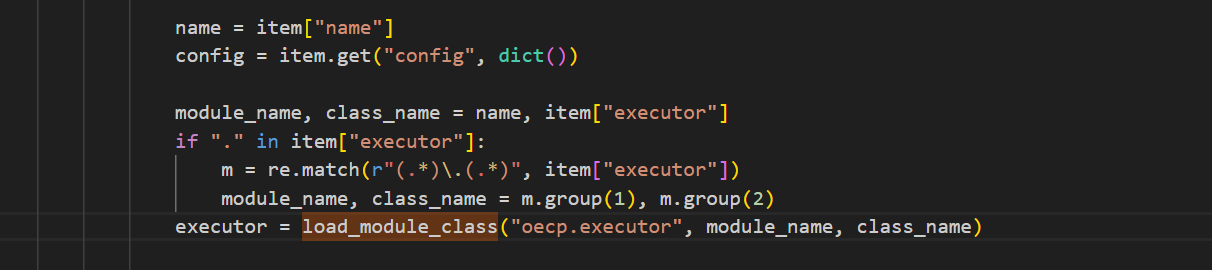 name = item["name"]
config = item.get("config", dict())
module_name, class_name = name, item["executor"]
if "." in item["executor"]:
m = re.match(r"(.*)\.(.*)", item["executor"])
module_name, class_name = m.group(1), m.group(2)
executor = load_module_class("oecp.executor", module_name, class_name)